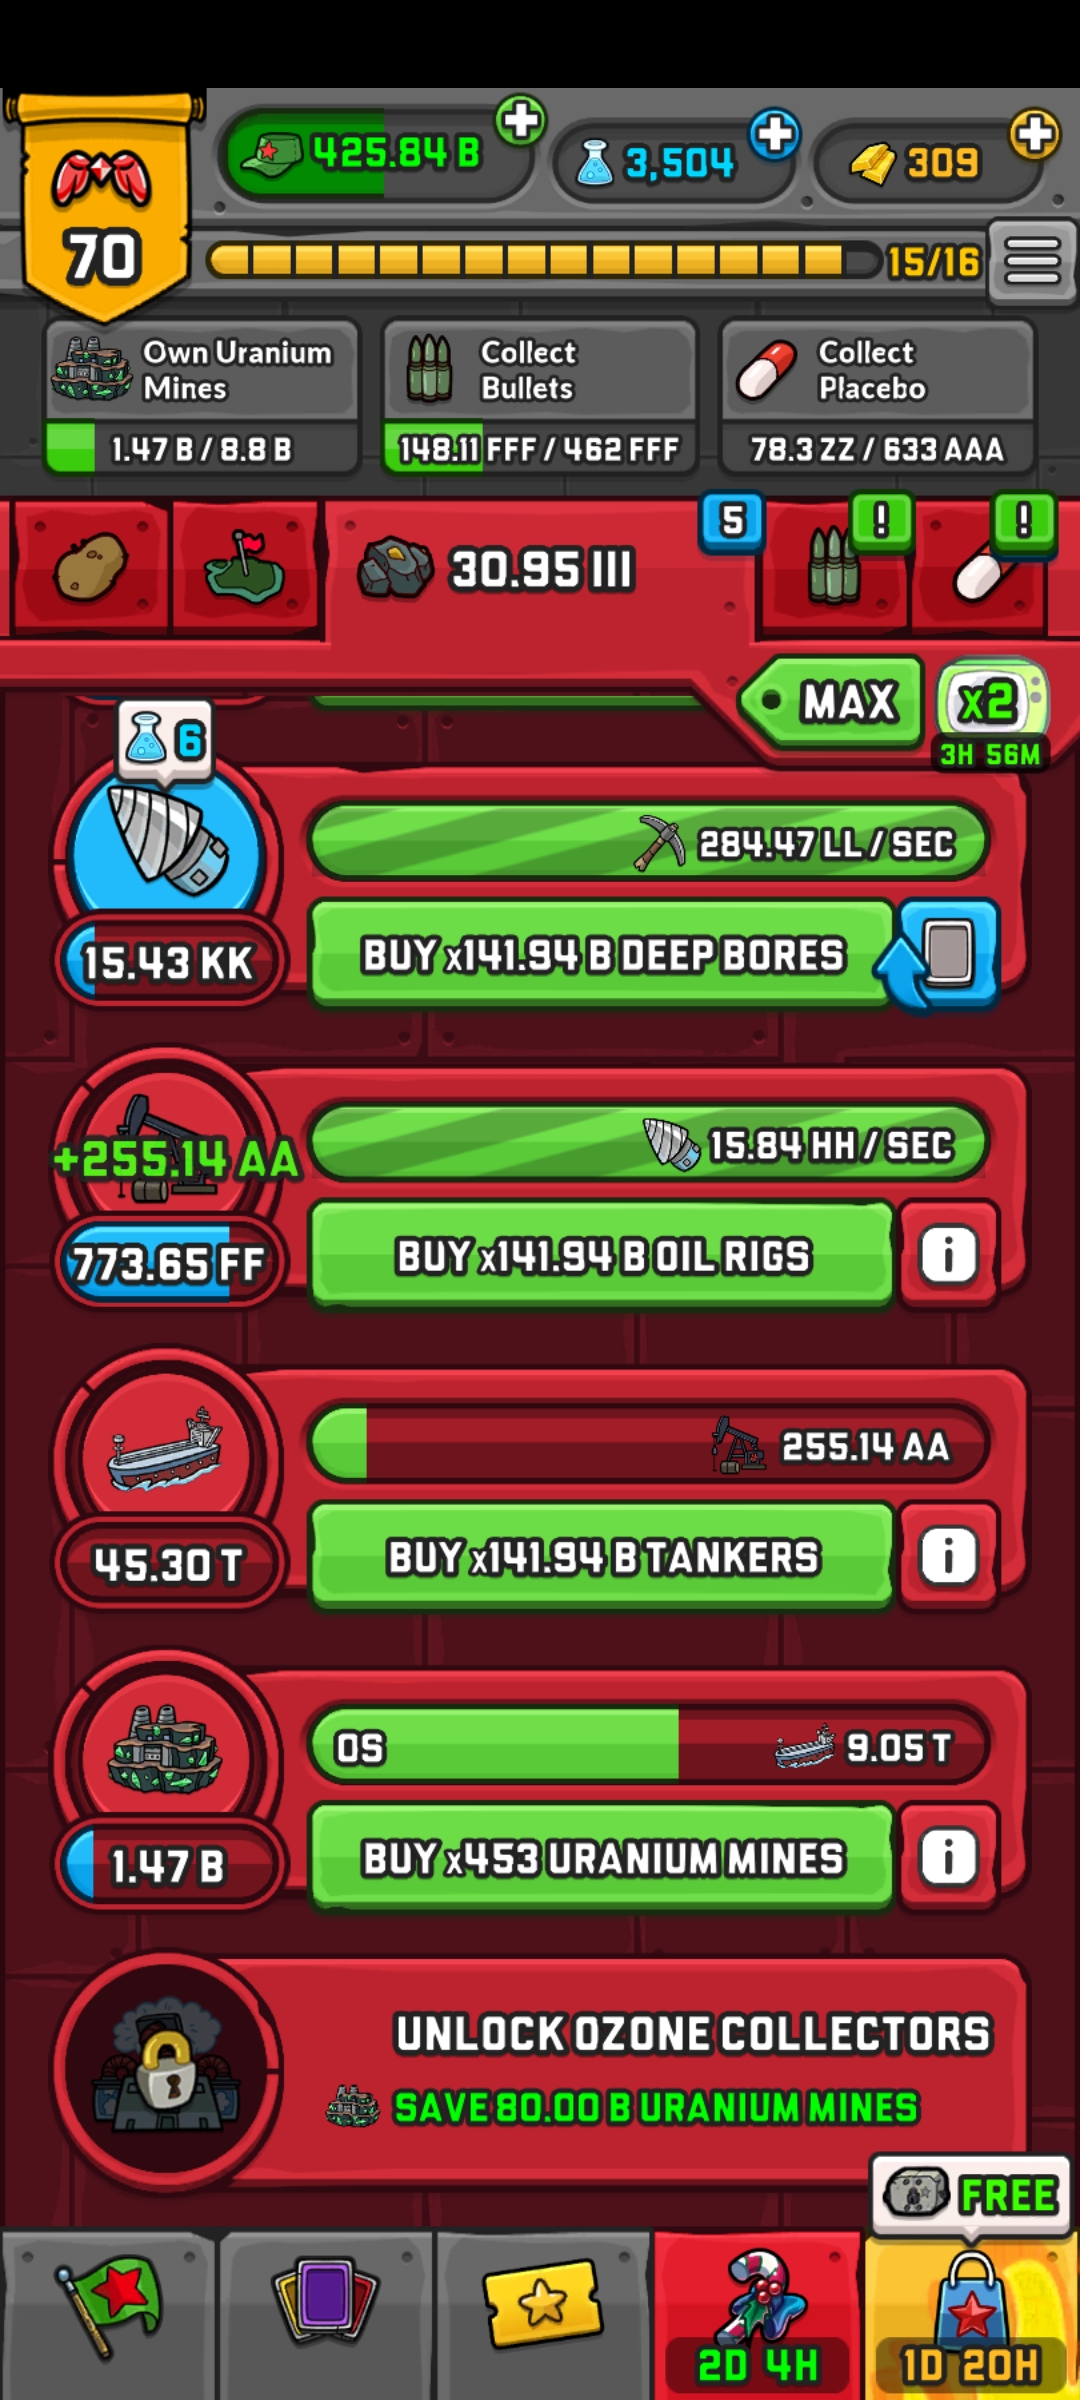 425.84 B
3,504
309
70
15/16
Own Uranium
Mines
1.47 B / 8.8 B
Collect
Bullets
148.11 FFF / 462 FFF
Collect
Placebo
78.3 ZZ / 633 AAA
30.95 III
5
!
!
MAX
x2
3H 56M
6
284.47 LL / SEC
15.43 KK
BUY x141.94 B DEEP BORES
+255.14 AA
15.84 HH / SEC
773.65 FF
BUY x141.94 B OIL RIGS
i
255.14 AA
45.30 T
BUY x141.94 B TANKERS
i
0S
9.05 T
1.47 B
BUY x453 URANIUM MINES
i
UNLOCK OZONE COLLECTORS
SAVE 80.00 B URANIUM MINES
FREE
2D 4H
1D 20H